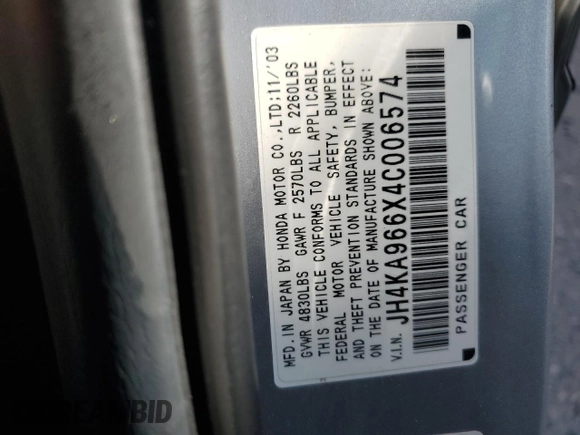 MFD.IN JAPAN BY HONDA MOTOR CO.,LTD;11/'03
GVWR 4830LBS GAWR F 2570LBS R 2260LBS
THIS VEHICLE CONFORMS TO ALL APPLICABLE
FEDERAL MOTOR VEHICLE SAFETY, BUMPER,
AND THEFT PREVENTION STANDARDS IN EFFECT
ON THE DATE OF MANUFACTURE SHOWN ABOVE.
V.I.N. JH4KA966X4C006574
PASSENGER CAR